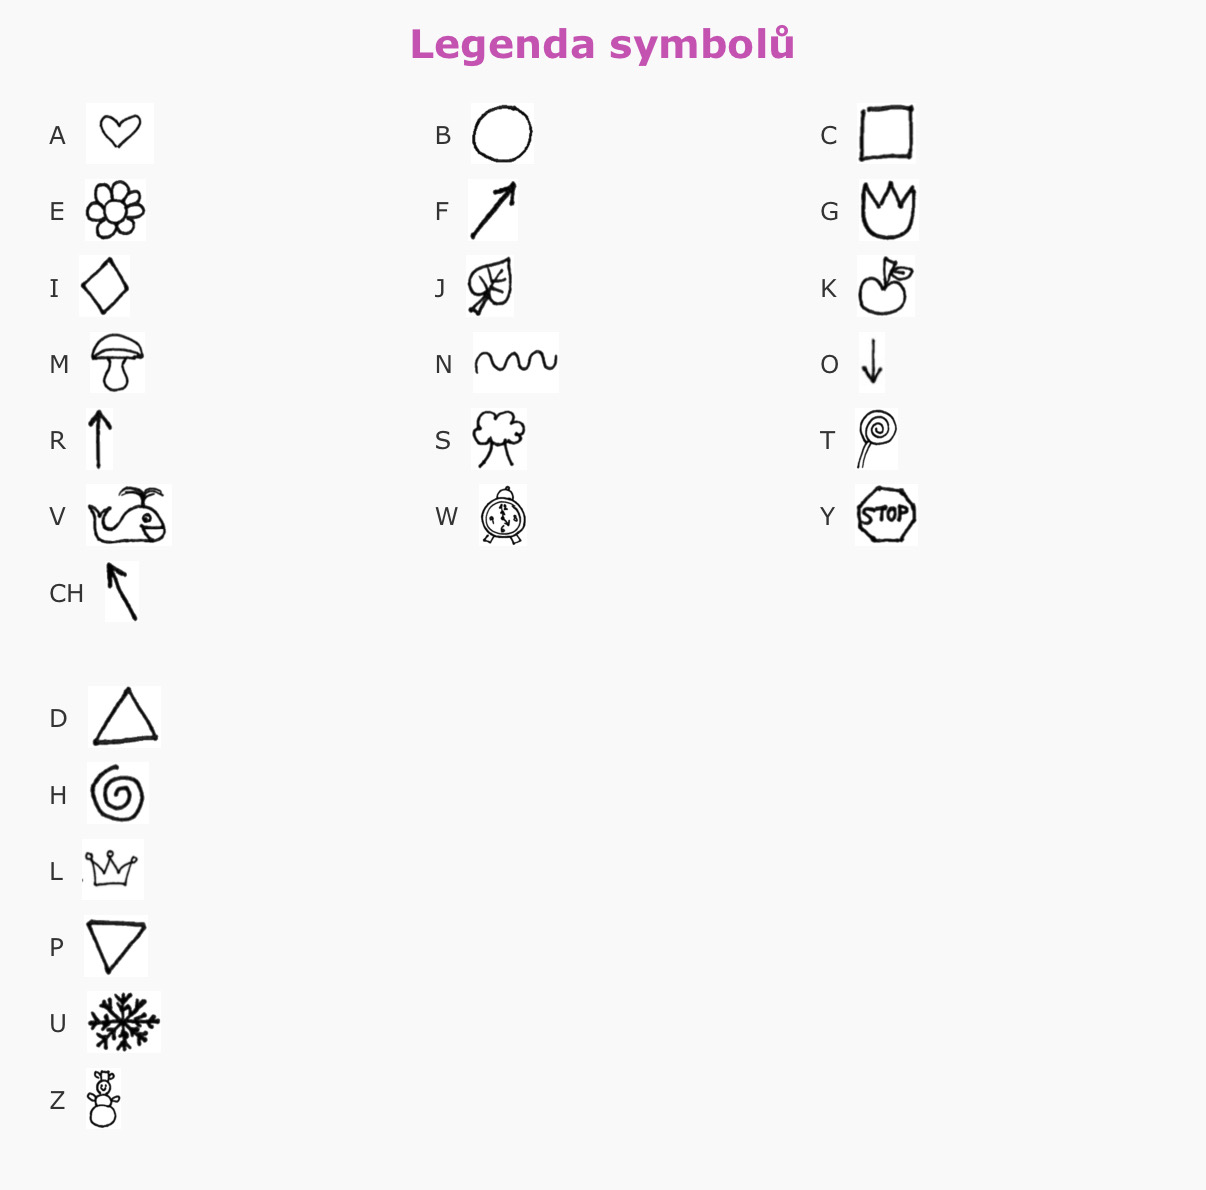 Legenda symbolů
A B C
E F G
I J K
M N O
R S T
V W Y STOP
CH
D
H
L
P
U
Z